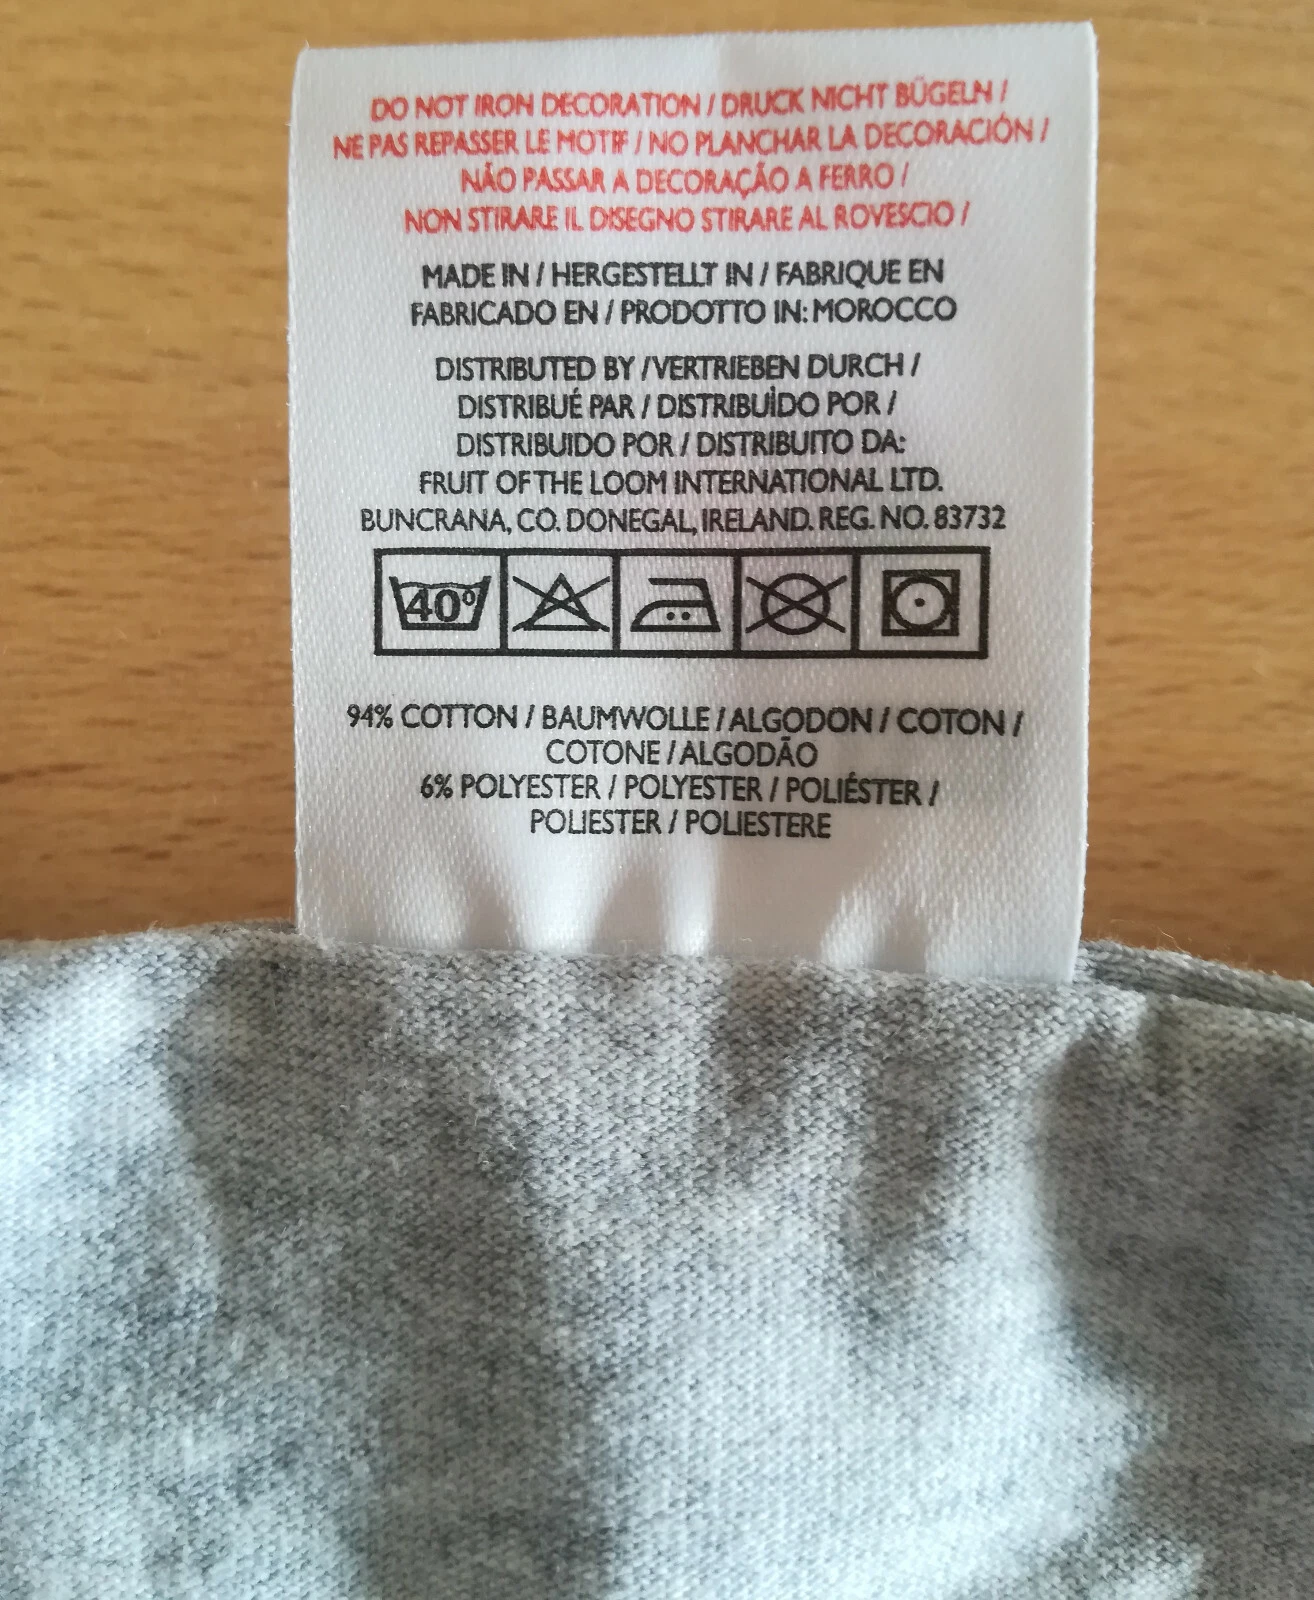 DO NOT IRON DECORATION / DRUCK NICHT BÜGELN /
NE PAS REPASSER LE MOTIF / NO PLANCHAR LA DECORACIÓN /
NÃO PASSAR A DECORAÇÃO A FERRO /
NON STIRARE IL DISEGNO STIRARE AL ROVESCIO /
MADE IN / HERGESTELLT IN / FABRIQUE EN
FABRICADO EN / PRODOTTO IN: MOROCCO
DISTRIBUTED BY / VERTRIEBEN DURCH /
DISTRIBUÉ PAR / DISTRIBUÍDO POR /
DISTRIBUIDO POR / DISTRIBUITO DA:
FRUIT OF THE LOOM INTERNATIONAL LTD.
BUNCRANA, CO. DONEGAL, IRELAND. REG. NO. 83732
40°
94% COTTON / BAUMWOLLE / ALGODON / COTON /
COTONE / ALGODÃO
6% POLYESTER / POLYESTER / POLIÉSTER /
POLIESTER / POLIESTERE